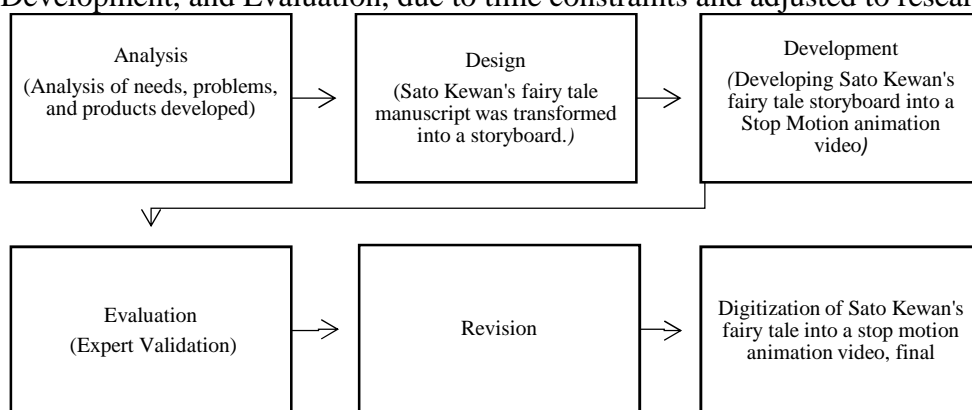 Development, and Evaluation, due to time constraints and adjusted to resear
Analysis
(Analysis of needs, problems,
and products developed)
Design
(Sato Kewan's fairy tale
manuscript was transformed
into a storyboard.)
Development
(Developing Sato Kewan's
fairy tale storyboard into a
Stop Motion animation
video)
Evaluation
(Expert Validation)
Revision
Digitization of Sato Kewan's
fairy tale into a stop motion
animation video, final